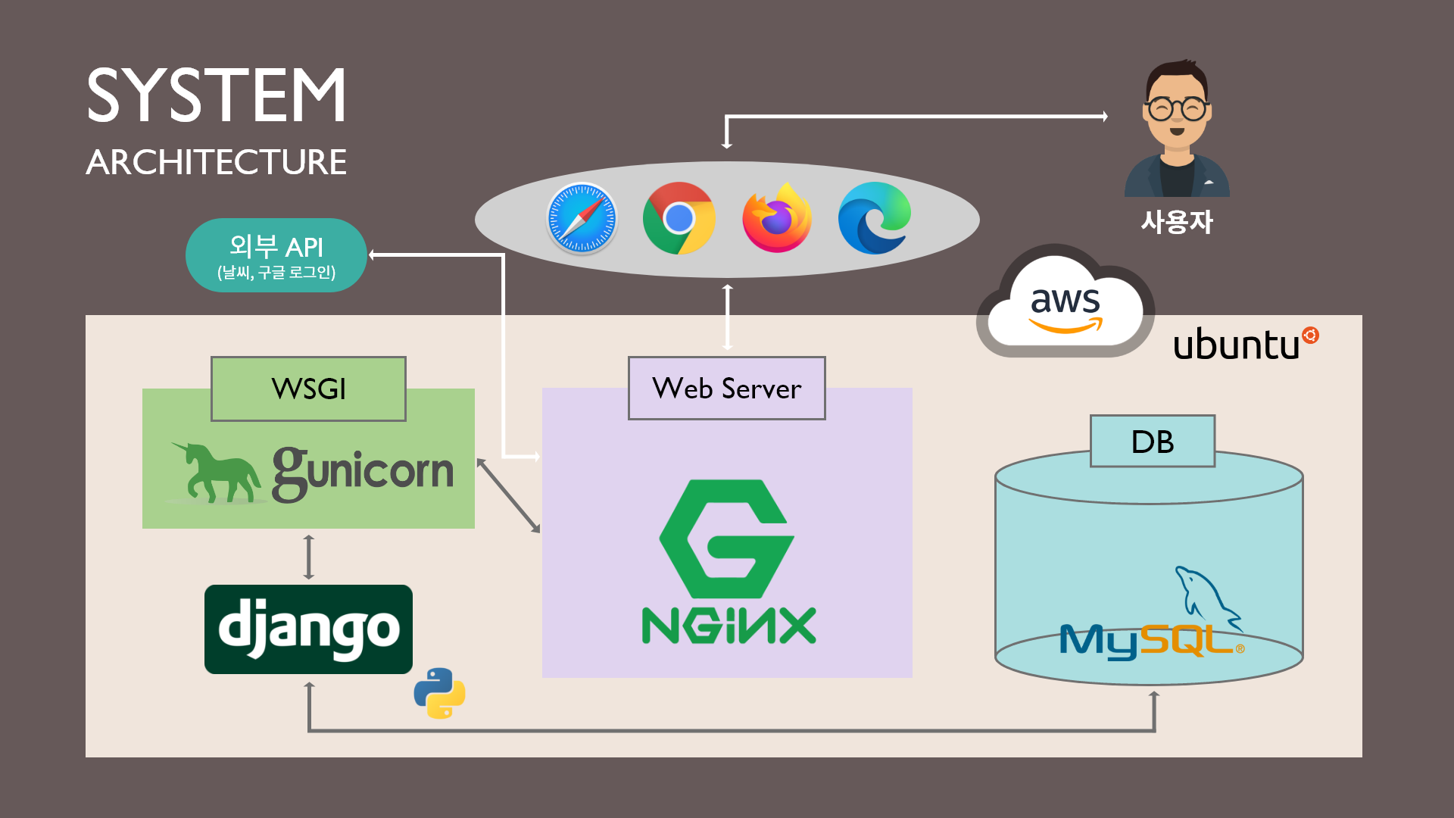 SYSTEM
ARCHITECTURE
사용자
외부 API
(날씨, 구글 로그인)
aws
ubuntu
WSGI
gunicorn
Web Server
NGINX
DB
MySQL®
django